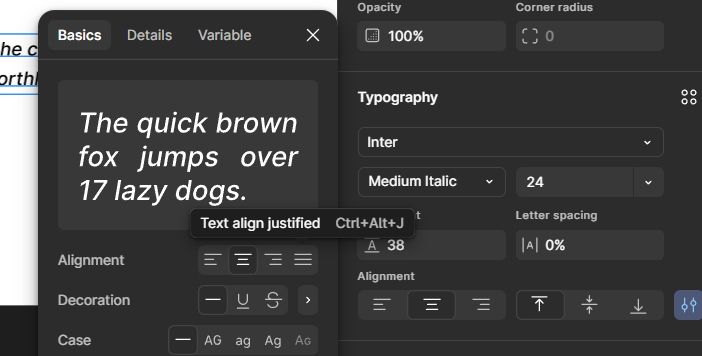 Basics Details Variable
The quick brown
fox jumps over
17 lazy dogs.
Text align justified Ctrl+Alt+J
Alignment
Decoration
Case
AG ag Ag AG
he c
Opacity Corner radius
100% 0
Typography
Inter
Medium Italic 24
Letter spacing
38 0%
Alignment